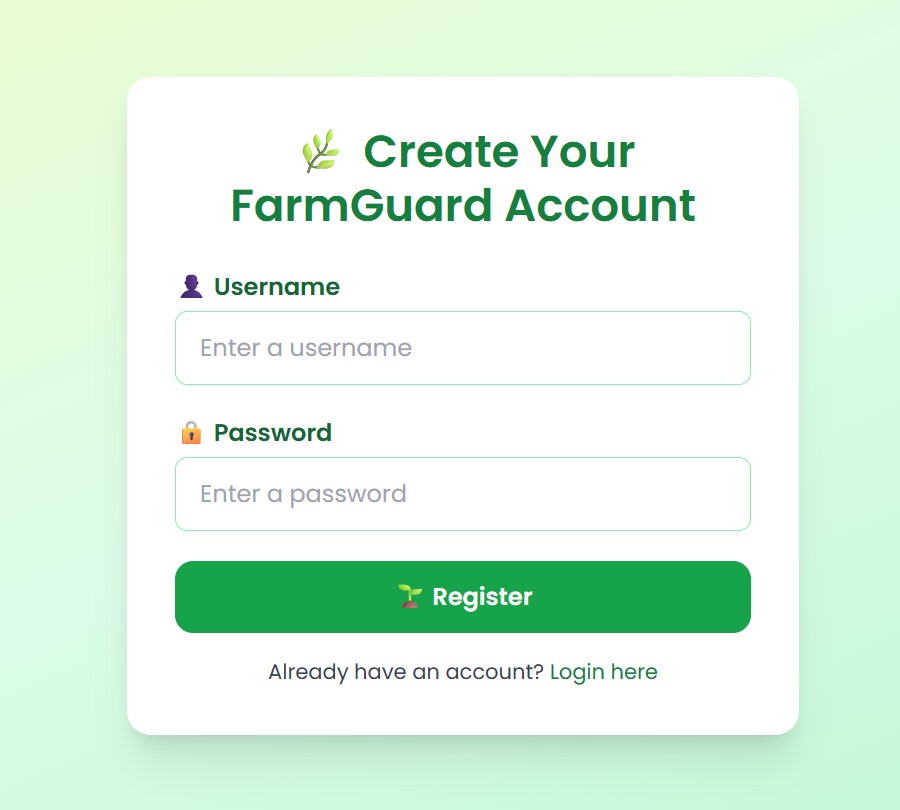 🌿 Create Your
FarmGuard Account
👤 Username
Enter a username
🔒 Password
Enter a password
🌱 Register
Already have an account? Login here